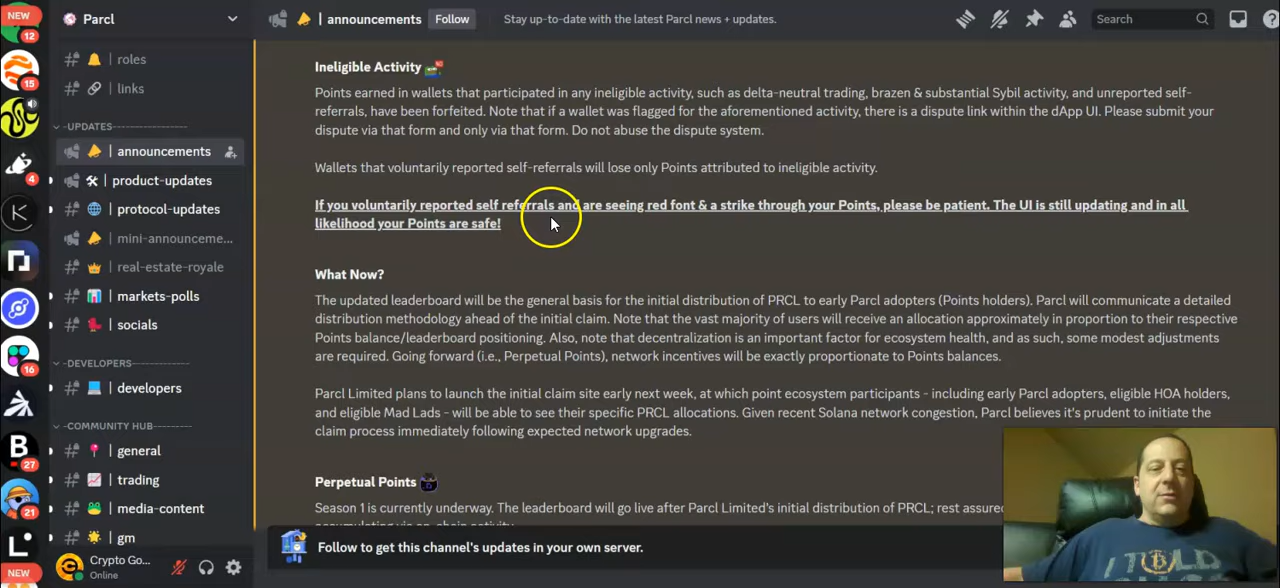 NEW
12
15
4
16
B
27
21
NEW
Parcl
roles
links
-UPDATES----------------
announcements
product-updates
protocol-updates
mini-announceme...
real-estate-royale
markets-polls
socials
-DEVELOPERS--------------
developers
-COMMUNITY HUB---------
general
trading
media-content
gm
Crypto Go...
Online
| announcements
Follow
Stay up-to-date with the latest Parcl news + updates.
Search
Ineligible Activity
Points earned in wallets that participated in any ineligible activity, such as delta-neutral trading, brazen & substantial Sybil activity, and unreported self-
referrals, have been forfeited. Note that if a wallet was flagged for the aforementioned activity, there is a dispute link within the dApp UI. Please submit your
dispute via that form and only via that form. Do not abuse the dispute system.
Wallets that voluntarily reported self-referrals will lose only Points attributed to ineligible activity.
If you voluntarily reported self referrals and are seeing red font & a strike through your Points, please be patient. The UI is still updating and in all
likelihood your Points are safe!
What Now?
The updated leaderboard will be the general basis for the initial distribution of PRCL to early Parcl adopters (Points holders). Parcl will communicate a detailed
distribution methodology ahead of the initial claim. Note that the vast majority of users will receive an allocation approximately in proportion to their respective
Points balance/leaderboard positioning. Also, note that decentralization is an important factor for ecosystem health, and as such, some modest adjustments
are required. Going forward (i.e., Perpetual Points), network incentives will be exactly proportionate to Points balances.
Parcl Limited plans to launch the initial claim site early next week, at which point ecosystem participants - including early Parcl adopters, eligible HOA holders,
and eligible Mad Lads - will be able to see their specific PRCL allocations. Given recent Solana network congestion, Parcl believes it's prudent to initiate the
claim process immediately following expected network upgrades.
Perpetual Points
Season 1 is currently underway. The leaderboard will go live after Parcl Limited's initial distribution of PRCL; rest assured
accumulating via on-chain activity.
Follow to get this channel's updates in your own server.
I TOLD